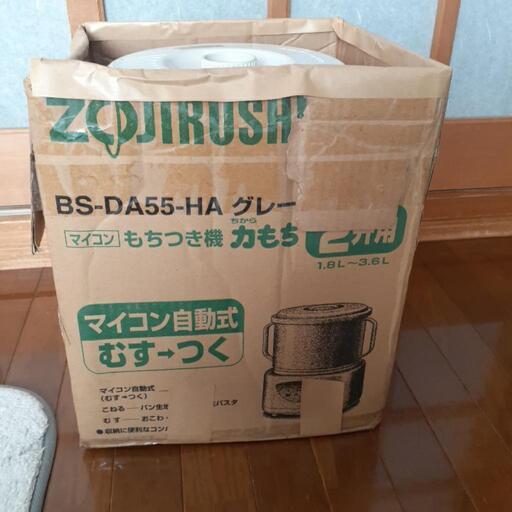 ZOJIRUSHI
BS-DA55-HA グレー
マイコン もちつき機 力もち 2升用
ちから
1.8L～3.6L
マイコン自動式
むす→つく
マイコン自動式
(むす→つく)
こねる パン生地 パスタ
むす おこわ
●収納に便利なコン